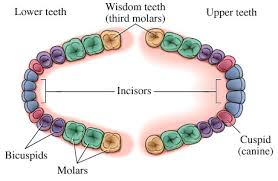 Lower teeth
Wisdom teeth
(third molars)
Upper teeth
Incisors
Cuspid
(canine)
Bicuspids
Molars